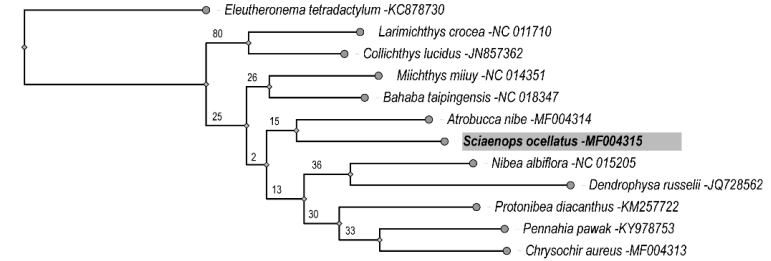 Eleutheronema tetradactylum -KC878730
80
Larimichthys crocea -NC 011710
Collichthys lucidus -JN857362
26
Miichthys miiuy -NC 014351
Bahaba taipingensis -NC 018347
25
15
Atrobucca nibe -MF004314
Sciaenops ocellatus -MF004315
2
36
Nibea albiflora -NC 015205
Dendrophysa russelii -JQ728562
13
Protonibea diacanthus -KM257722
30
33
Pennahia pawak -KY978753
Chrysochir aureus -MF004313